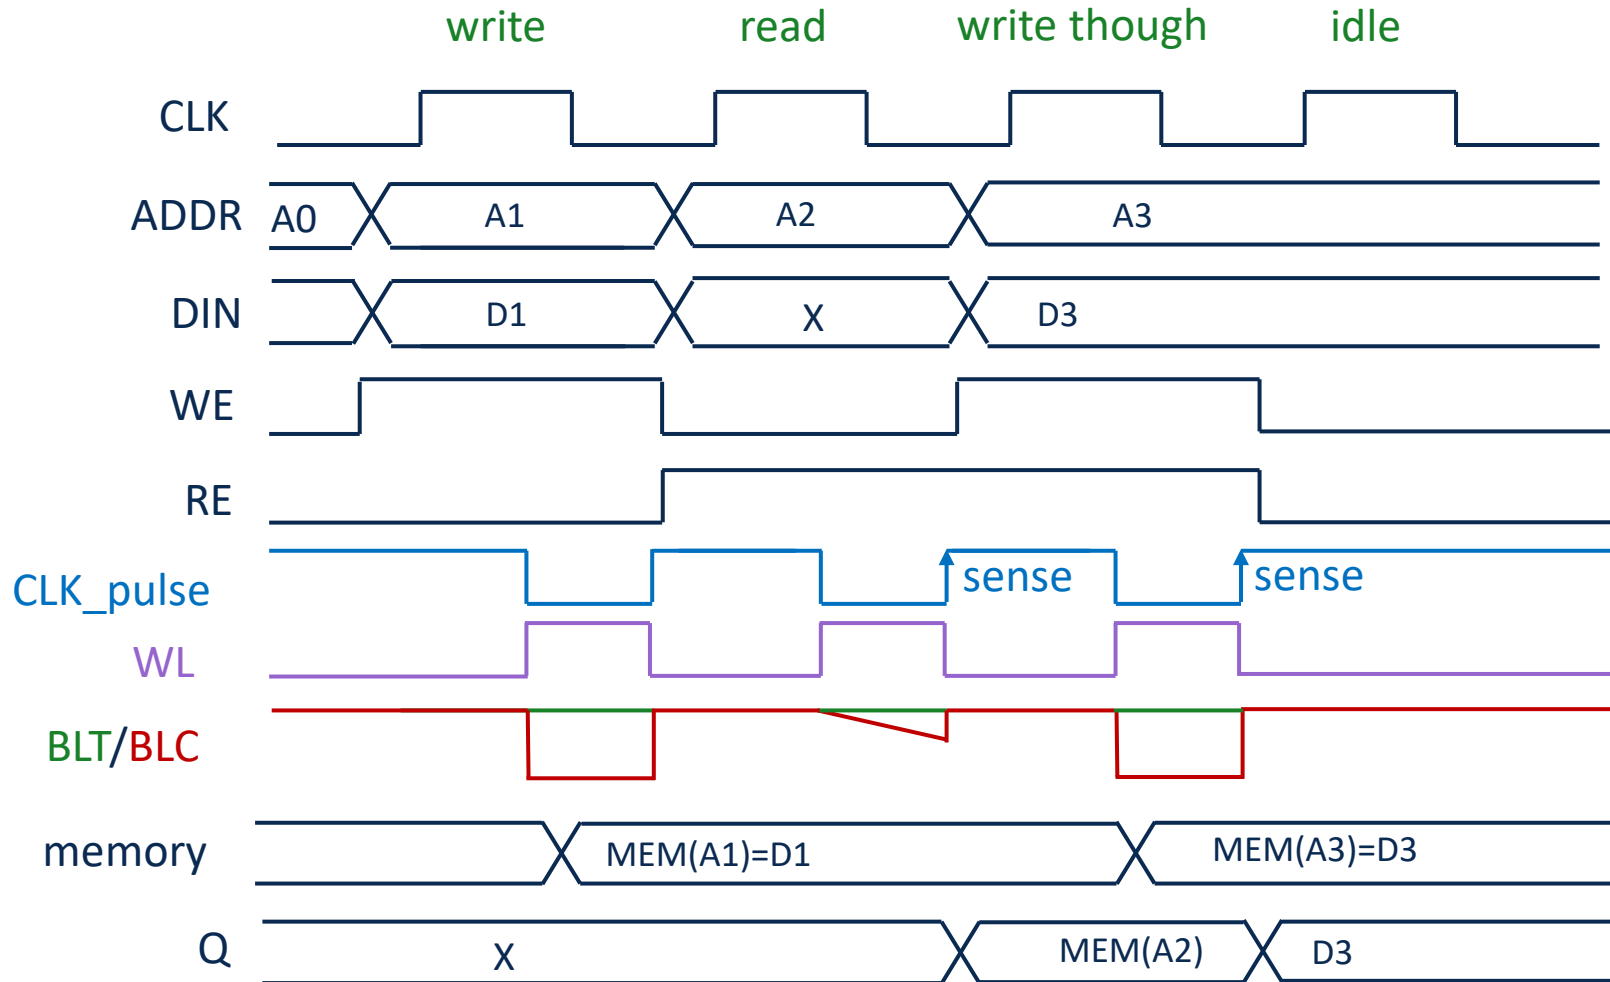 write read write though idle
CLK
ADDR A0 A1 A2 A3
DIN D1 X D3
WE
RE
CLK_pulse sense sense
WL
BLT/BLC
memory MEM(A1)=D1 MEM(A3)=D3
Q X MEM(A2) D3